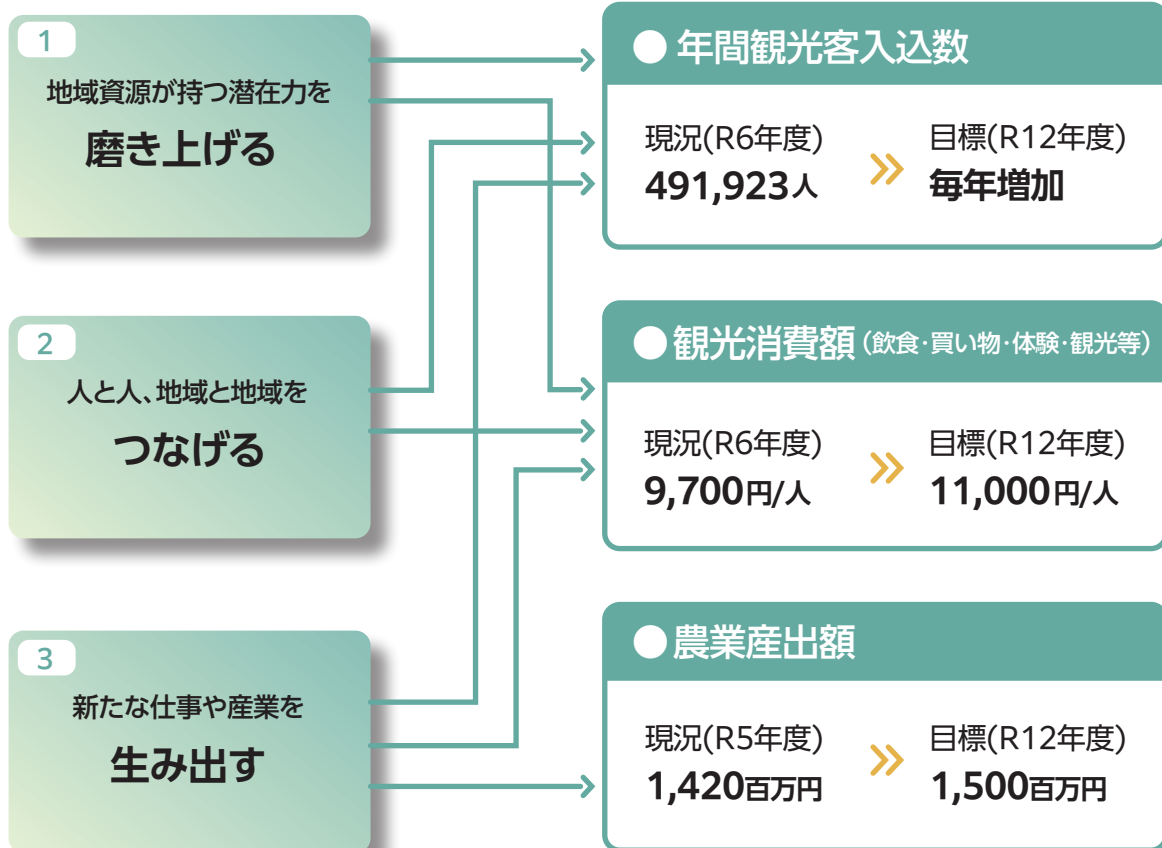 1
地域資源が持つ潜在力を
磨き上げる
2
人と人、地域と地域を
つなげる
3
新たな仕事や産業を
生み出す
●年間観光客入込数
現況(R6年度)
491,923人
目標(R12年度)
毎年増加
●観光消費額(飲食・買い物・体験・観光等)
現況(R6年度)
9,700円/人
目標(R12年度)
11,000円/人
●農業産出額
現況(R5年度)
1,420百万円
目標(R12年度)
1,500百万円